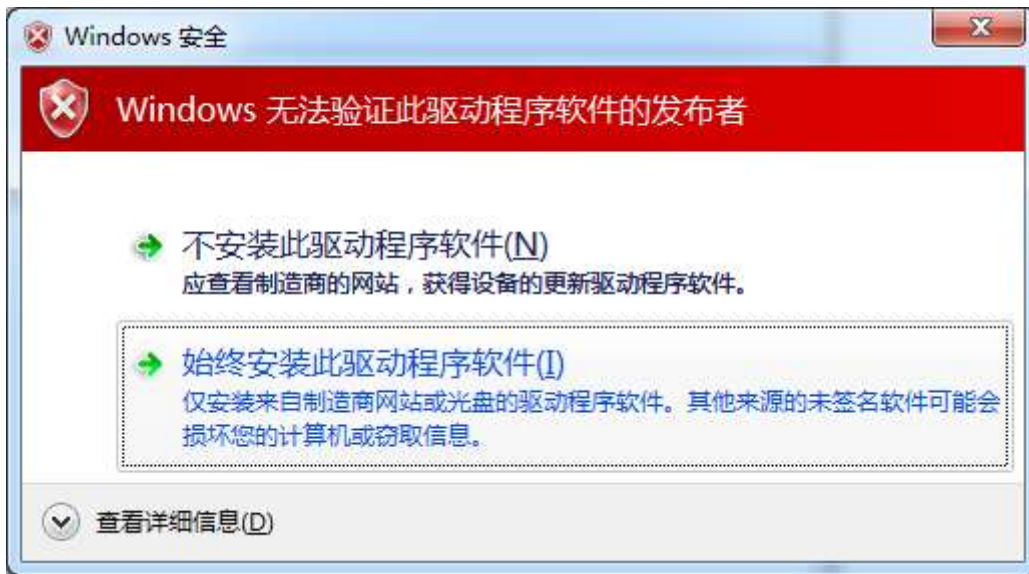 Windows 安全
Windows 无法验证此驱动程序软件的发布者
不安装此驱动程序软件(N)
应查看制造商的网站，获得设备的更新驱动程序软件。
始终安装此驱动程序软件(I)
仅安装来自制造商网站或光盘的驱动程序软件。其他来源的未签名软件可能会
损坏您的计算机或窃取信息。
查看详细信息(D)